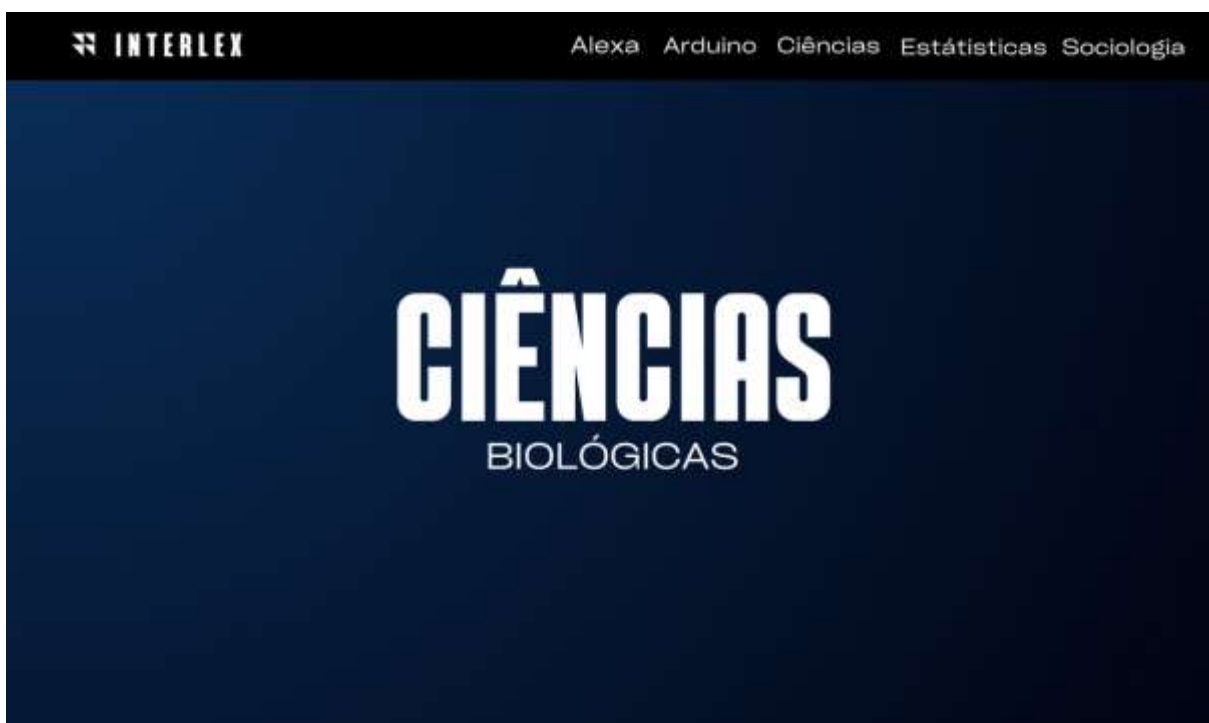 INTERLEX
Alexa Arduino Ciências Estátisticas Sociologia
CIÊNCIAS
BIOLÓGICAS